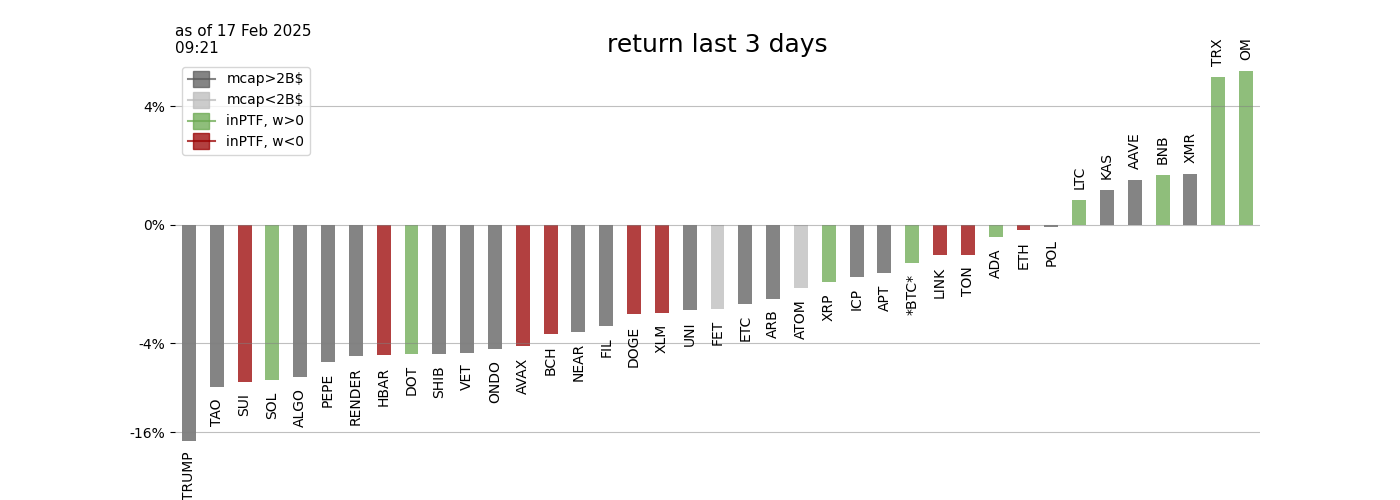 as of 17 Feb 2025
09:21
return last 3 days
mcap>2B$
mcap<2B$
inPTF, w>0
inPTF, w<0
4%
0%
-4%
-16%
TRUMP
TAO
SUI
SOL
ALGO
PEPE
RENDER
HBAR
DOT
SHIB
VET
ONDO
AVAX
BCH
NEAR
FIL
DOGE
XLM
UNI
FET
ETC
ARB
ATOM
XRP
ICP
APT
*BTC*
LINK
TON
ADA
ETH
POL
LTC
KAS
AAVE
BNB
XMR
TRX
OM